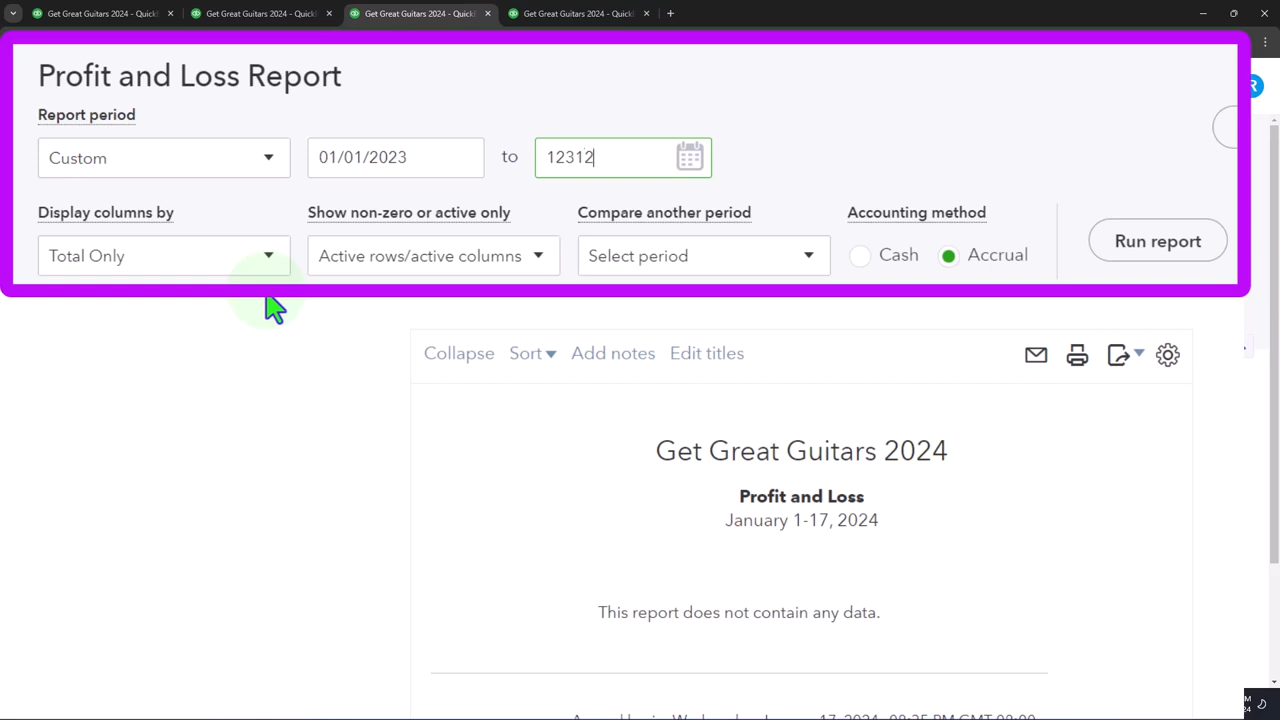 Get Great Guitars 2024 - Quick
Get Great Guitars 2024 - Quick
Get Great Guitars 2024 - Quick
Get Great Guitars 2024 - Quick
Profit and Loss Report
Report period
Custom 01/01/2023 to 12312
Display columns by Show non-zero or active only Compare another period Accounting method
Total Only Active rows/active columns Select period Cash Accrual Run report
Collapse Sort Add notes Edit titles
Get Great Guitars 2024
Profit and Loss
January 1-17, 2024
This report does not contain any data.